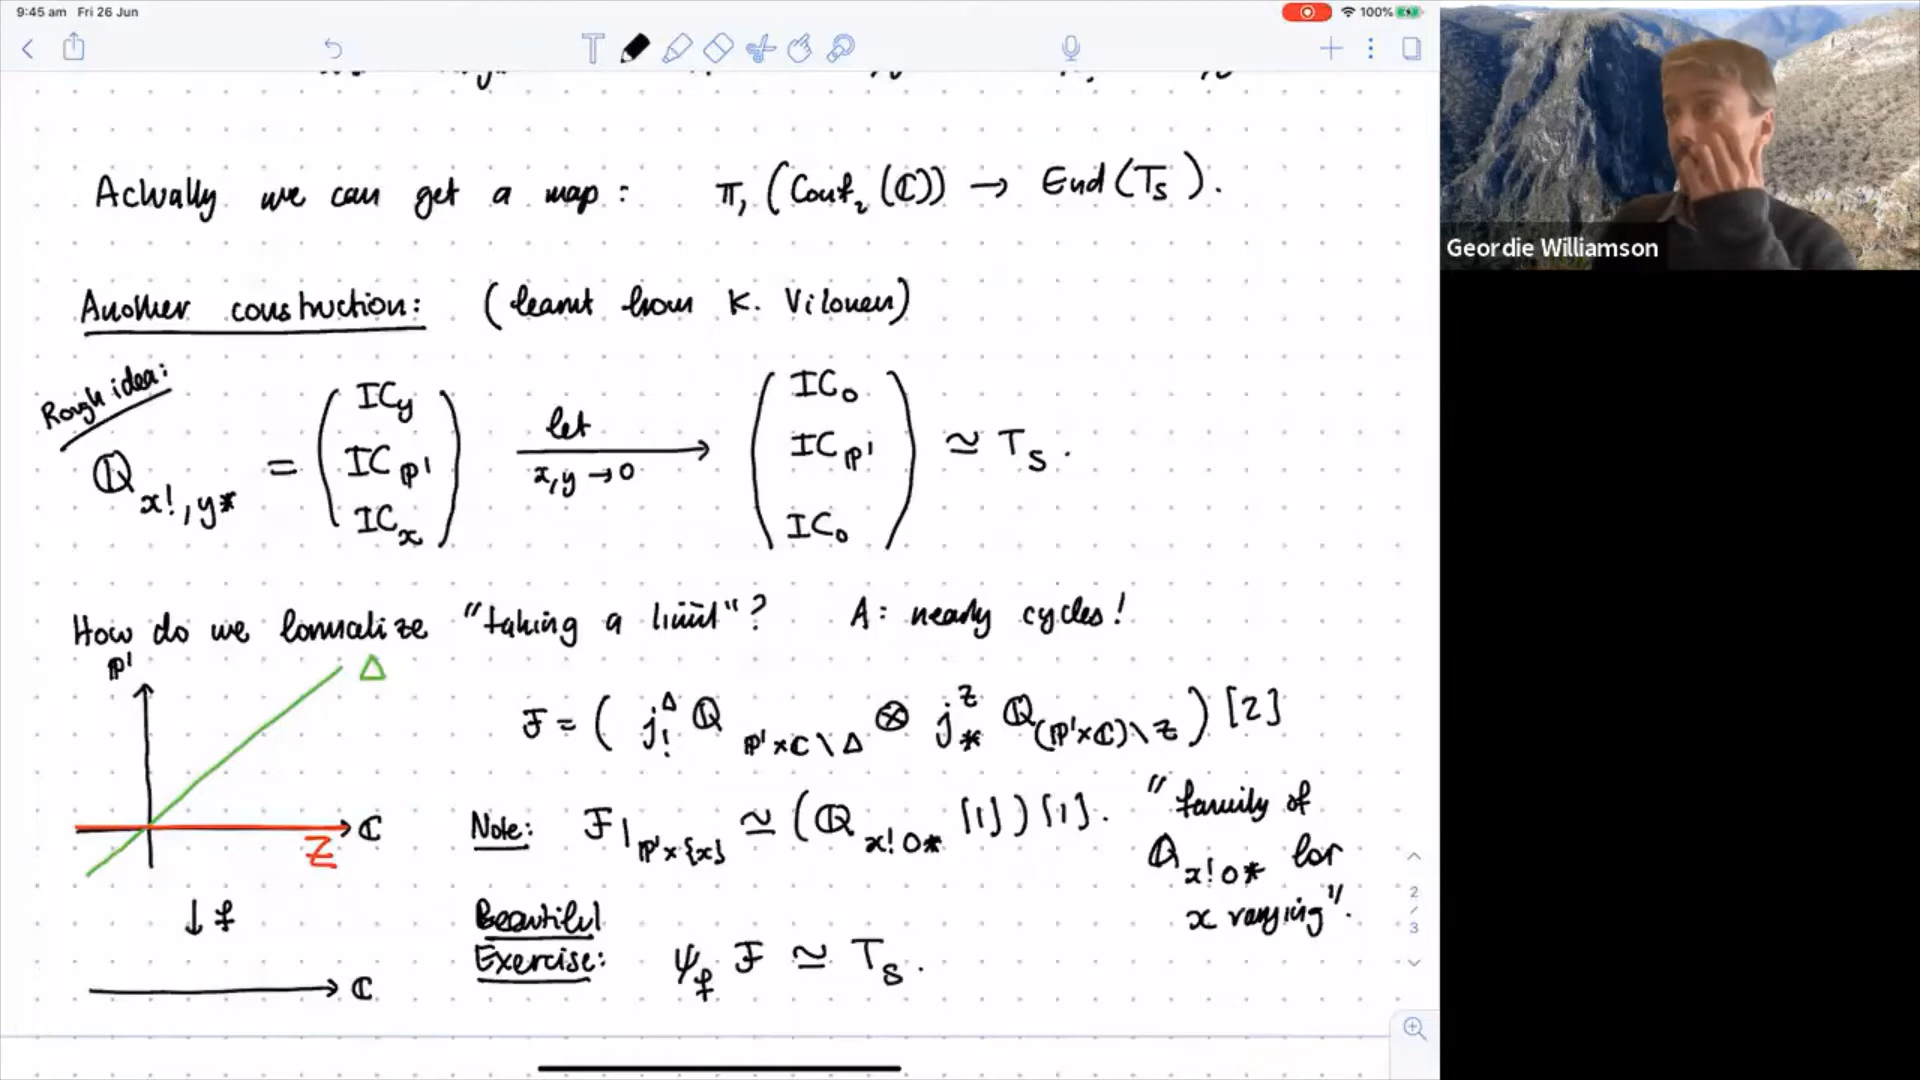 9:45 am Fri 26 Jun
100%
Geordie Williamson
Actually we can get a map : π₁ (Conf₂ (ℂ)) → End (T_S).
Another construction: (learnt from K. Vilonen)
Rough idea:
ℚ_{x!, y*} = ( IC_y IC_{ℙ¹} IC_x ) let x, y → 0 ( IC_0 IC_{ℙ¹} IC_0 ) ≃ T_S .
How do we formalize "taking a limit"? A: nearby cycles!
ℙ¹ Δ
ℱ = ( j_!^Δ ℚ_{ℙ¹×ℂ\Δ} ⊗ j_*^Z ℚ_{(ℙ¹×ℂ)\Z} ) [2]
ℂ
Z
Note: ℱ|_{ℙ¹×{x}} ≃ (ℚ_{x!0*} [1]) [1]. "family of
ℚ_{x!0*} for
x varying".
↓ f
Beautiful
Exercise: ψ_f ℱ ≃ T_S .
ℂ
2
/
3